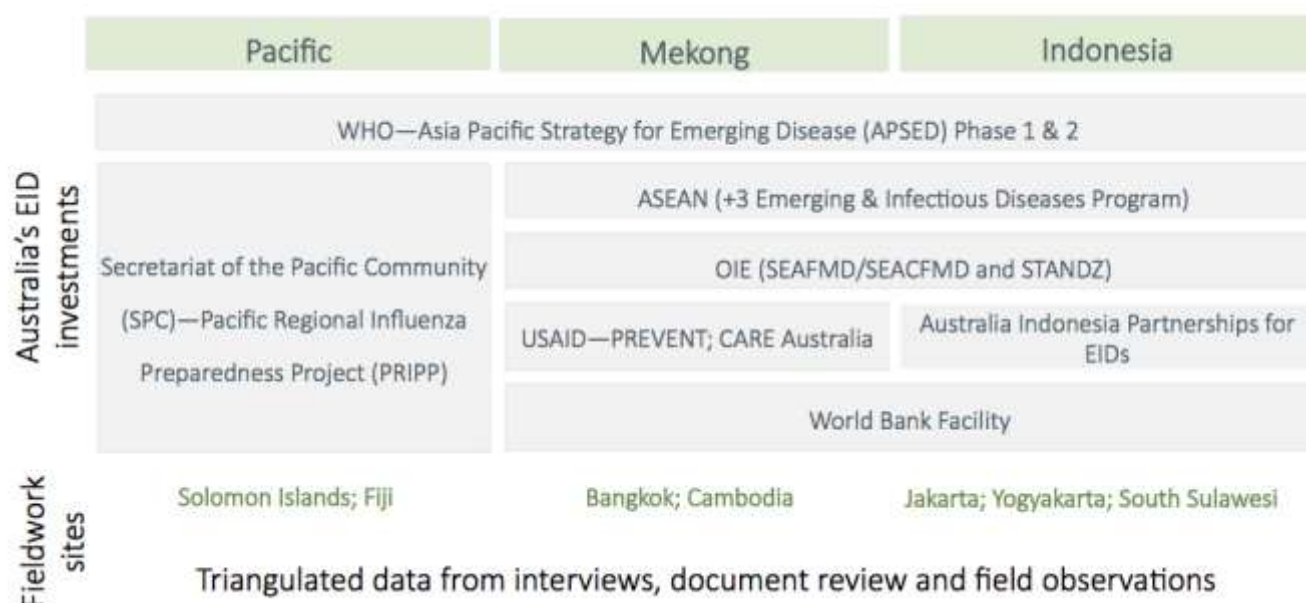 Pacific
Mekong
Indonesia
Australia's EID
investments
WHO—Asia Pacific Strategy for Emerging Disease (APSED) Phase 1 & 2
Secretariat of the Pacific Community
(SPC)—Pacific Regional Influenza
Preparedness Project (PRIPP)
ASEAN (+3 Emerging & Infectious Diseases Program)
OIE (SEAFMD/SEACFMD and STANDZ)
USAID—PREVENT; CARE Australia
Australia Indonesia Partnerships for
EIDs
World Bank Facility
Fieldwork
sites
Solomon Islands; Fiji
Bangkok; Cambodia
Jakarta; Yogyakarta; South Sulawesi
Triangulated data from interviews, document review and field observations